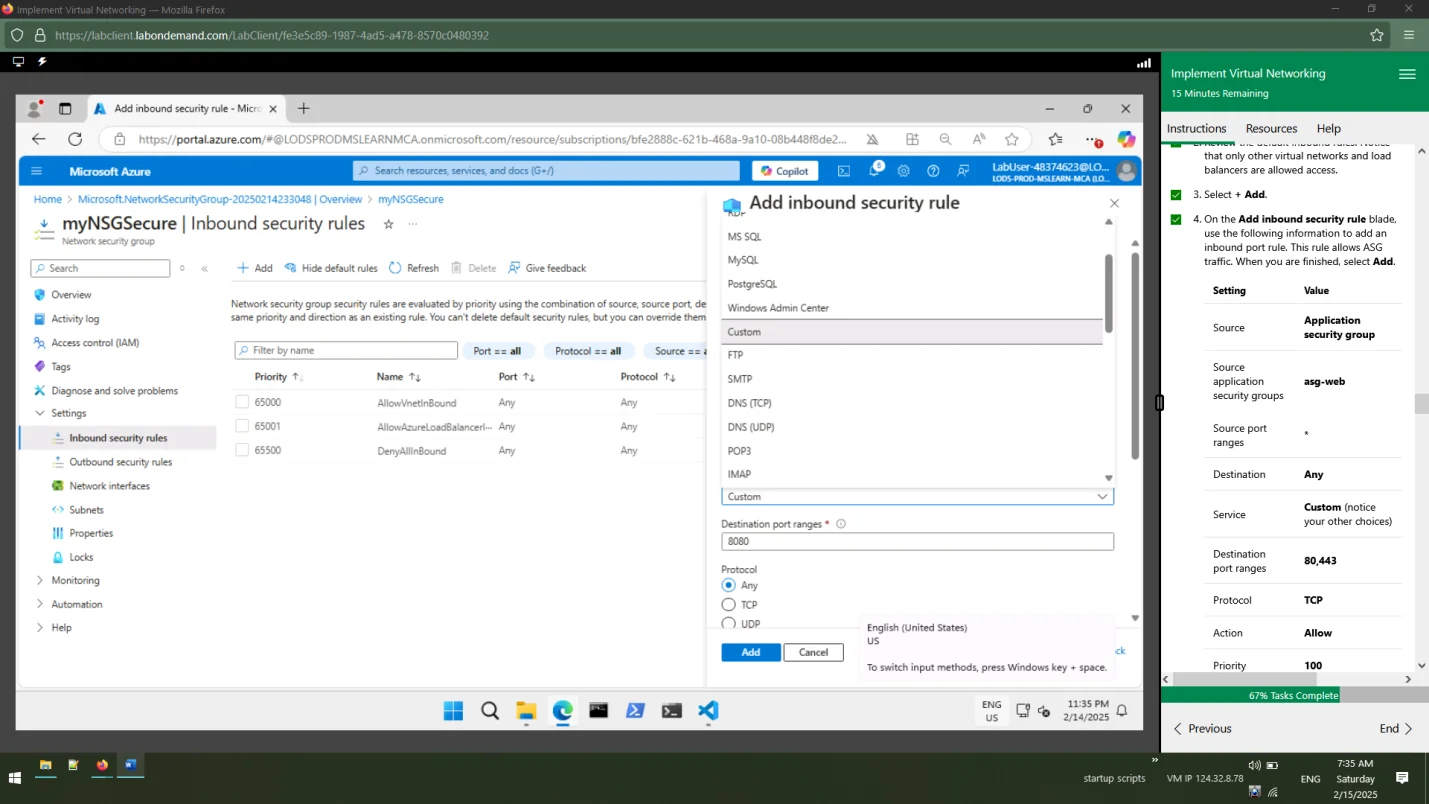 Implement Virtual Networking — Mozilla Firefox
https://labclient.labondemand.com/LabClient/fe3e5c89-1987-4ad5-a478-8570c0480392
Add inbound security rule - Micro
https://portal.azure.com/#@LODSPRODMSLEARNMCA.onmicrosoft.com/resource/subscriptions/bfe2888c-621b-468a-9a10-08b448f8de2...
Microsoft Azure
Search resources, services, and docs (G+/)
Copilot
6
LabUser-48374623@LO...
LODS-PROD-MSLEARN-MCA (LO...
Home > Microsoft.NetworkSecurityGroup-20250214233048 | Overview > myNSGSecure
myNSGSecure | Inbound security rules
Network security group
Search
Overview
Activity log
Access control (IAM)
Tags
Diagnose and solve problems
Settings
Inbound security rules
Outbound security rules
Network interfaces
Subnets
Properties
Locks
Monitoring
Automation
Help
Add
Hide default rules
Refresh
Delete
Give feedback
Network security group security rules are evaluated by priority using the combination of source, source port, de
same priority and direction as an existing rule. You can't delete default security rules, but you can override them
Filter by name
Port == all
Protocol == all
Source == a
Priority Name Port Protocol
65000 AllowVnetInBound Any Any
65001 AllowAzureLoadBalancerI... Any Any
65500 DenyAllInBound Any Any
Add inbound security rule
RDP
MS SQL
MySQL
PostgreSQL
Windows Admin Center
Custom
FTP
SMTP
DNS (TCP)
DNS (UDP)
POP3
IMAP
Custom
Destination port ranges *
8080
Protocol
Any
TCP
UDP
Add
Cancel
ck
English (United States)
US
To switch input methods, press Windows key + space.
ENG
US
11:35 PM
2/14/2025
Implement Virtual Networking
15 Minutes Remaining
Instructions
Resources
Help
2. Review the default inbound rules. Notice
that only other virtual networks and load
balancers are allowed access.
3. Select + Add.
4. On the Add inbound security rule blade,
use the following information to add an
inbound port rule. This rule allows ASG
traffic. When you are finished, select Add.
Setting Value
Source Application security group
Source application security groups asg-web
Source port ranges *
Destination Any
Service Custom (notice your other choices)
Destination port ranges 80,443
Protocol TCP
Action Allow
Priority 100
67% Tasks Complete
Previous
End
startup scripts
VM IP 124.32.8.78
ENG
7:35 AM
Saturday
2/15/2025